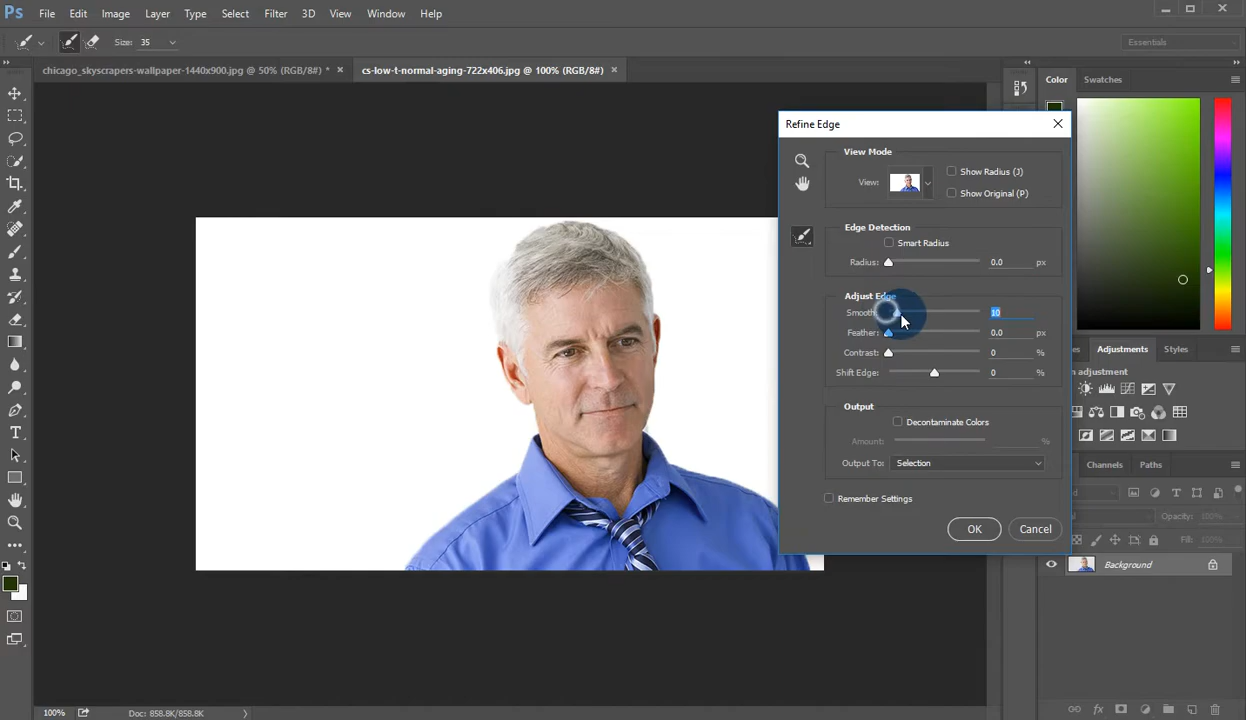 Ps File Edit Image Layer Type Select Filter 3D View Window Help
Size: 35
Essentials
chicago_skyscrapers-wallpaper-1440x900.jpg @ 50% (RGB/8#) *
cs-low-t-normal-aging-722x406.jpg @ 100% (RGB/8#)
Color Swatches
Refine Edge
View Mode
View:
Show Radius (J)
Show Original (P)
Edge Detection
Smart Radius
Radius: 0.0 px
Adjust Edge
Smooth: 10
Feather: 0.0 px
Contrast: 0 %
Shift Edge: 0 %
Output
Decontaminate Colors
Amount: %
Output To: Selection
Remember Settings
OK Cancel
Adjustments Styles
adjustment
Channels Paths
Opacity: 100%
Fill: 100%
Background
T
100% Doc: 858.8K/858.8K